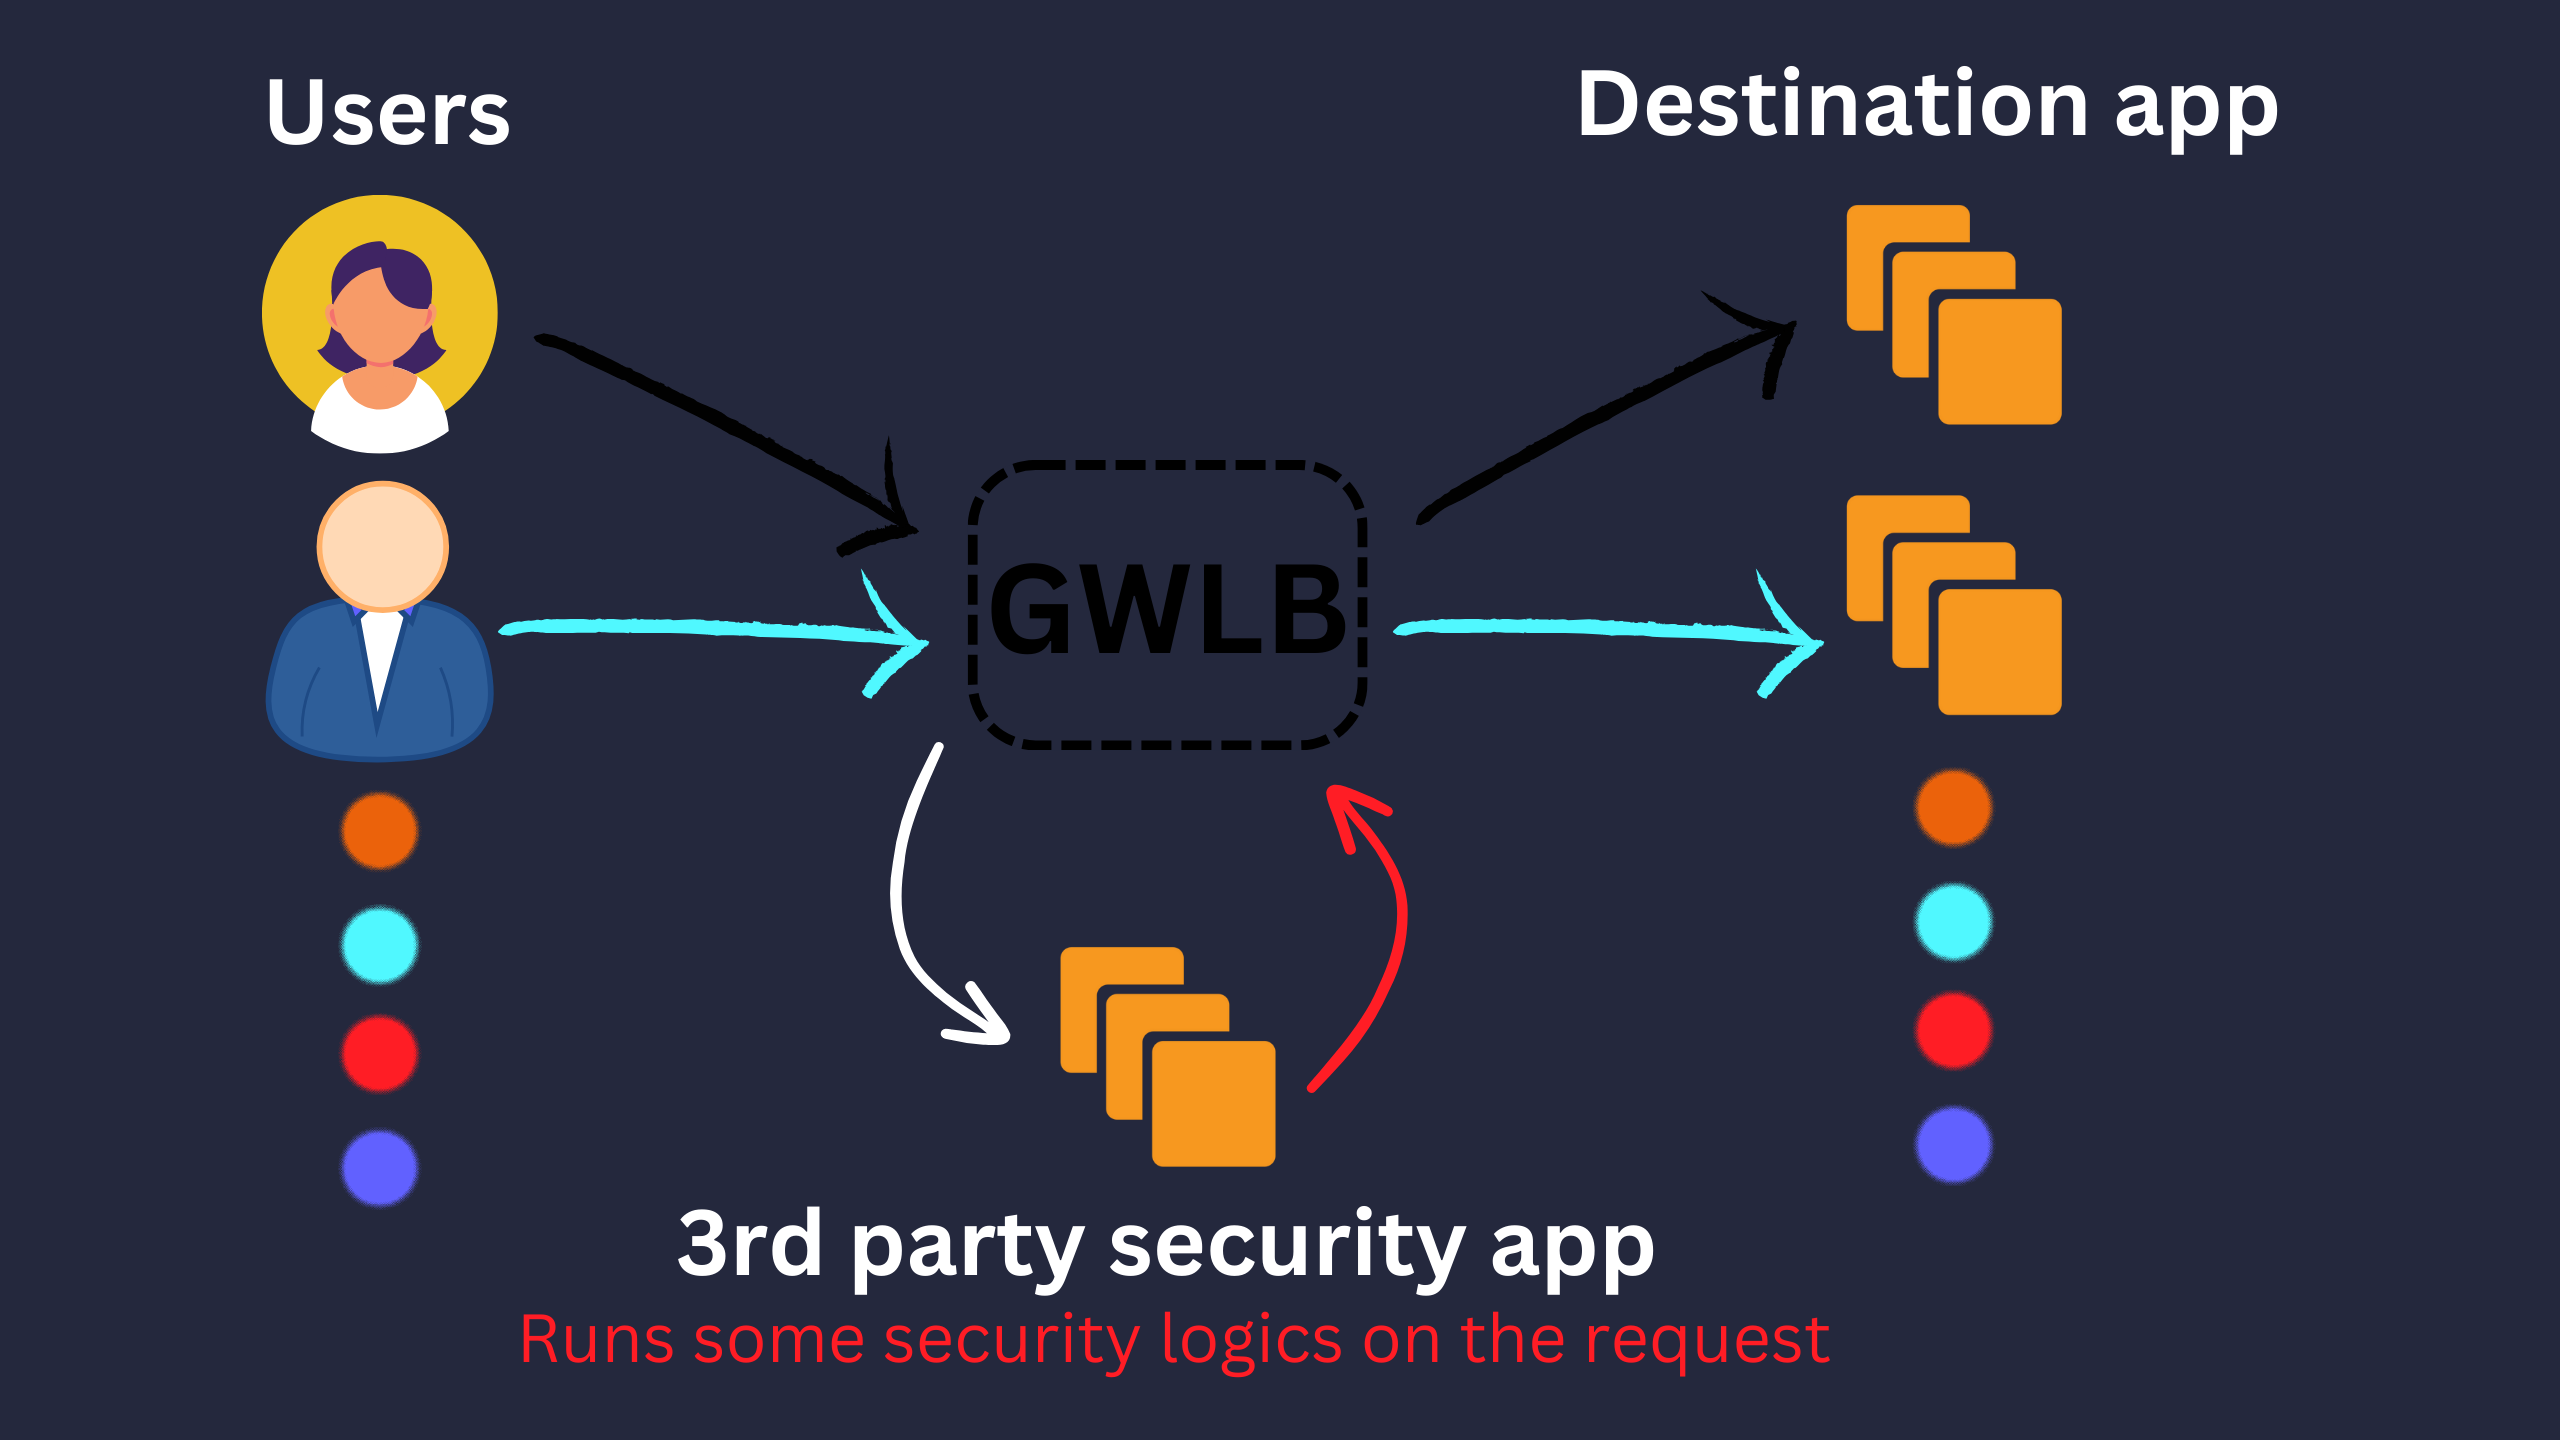 Users
Destination app
GWLB
3rd party security app
Runs some security logics on the request